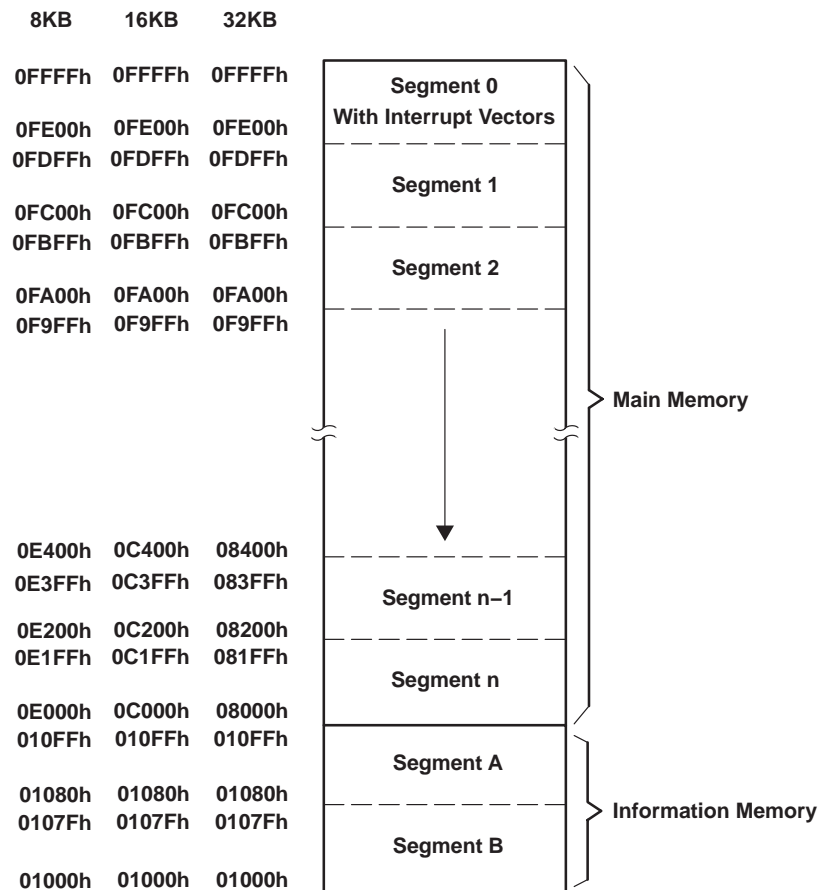 8KB 16KB 32KB
0FFFFh 0FFFFh 0FFFFh
Segment 0
With Interrupt Vectors
0FE00h 0FE00h 0FE00h
0FDFFh 0FDFFh 0FDFFh
Segment 1
0FC00h 0FC00h 0FC00h
0FBFFh 0FBFFh 0FBFFh
Segment 2
0FA00h 0FA00h 0FA00h
0F9FFh 0F9FFh 0F9FFh
Main Memory
0E400h 0C400h 08400h
0E3FFh 0C3FFh 083FFh
Segment n−1
0E200h 0C200h 08200h
0E1FFh 0C1FFh 081FFh
Segment n
0E000h 0C000h 08000h
010FFh 010FFh 010FFh
Segment A
01080h 01080h 01080h
0107Fh 0107Fh 0107Fh
Information Memory
Segment B
01000h 01000h 01000h